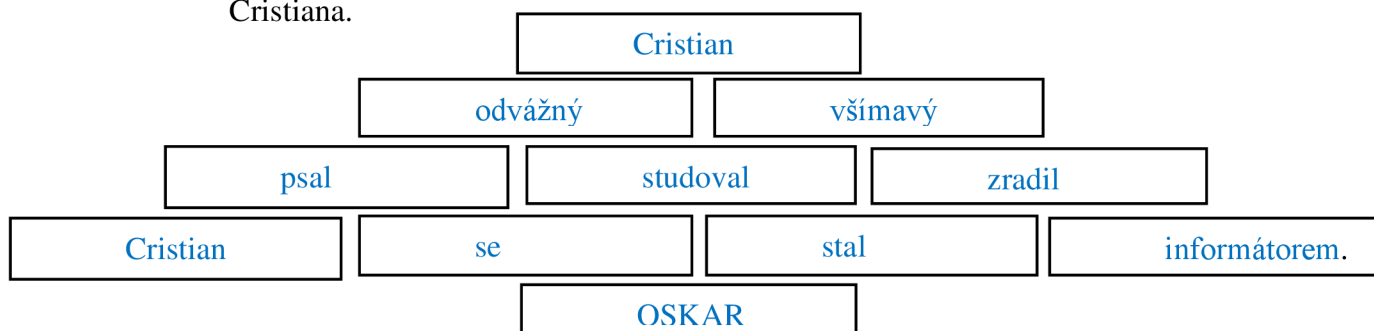 Cristiana.
Cristian
odvážný všímavý
psal studoval zradil
Cristian se stal informátorem.
OSKAR